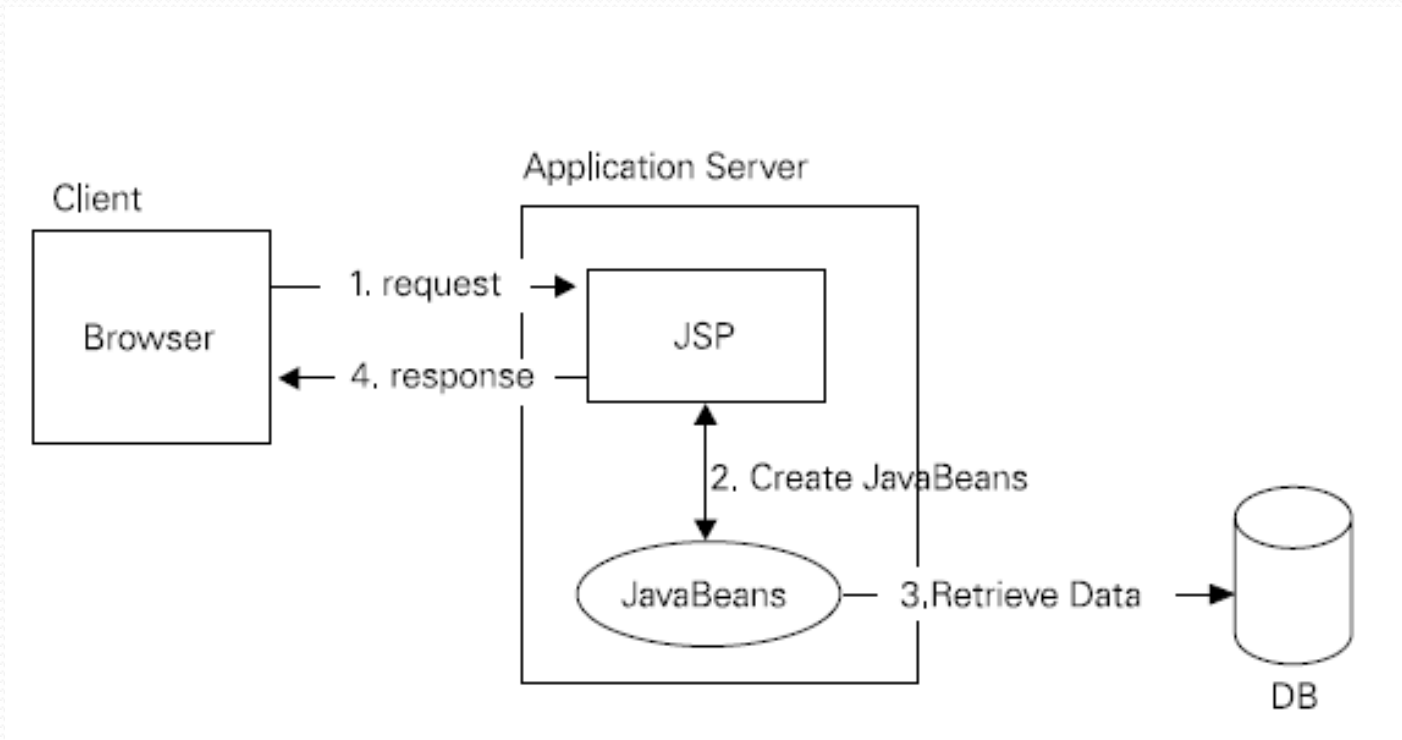 Application Server
Client
1. request
Browser
JSP
4. response
2. Create JavaBeans
JavaBeans
3.Retrieve Data
DB